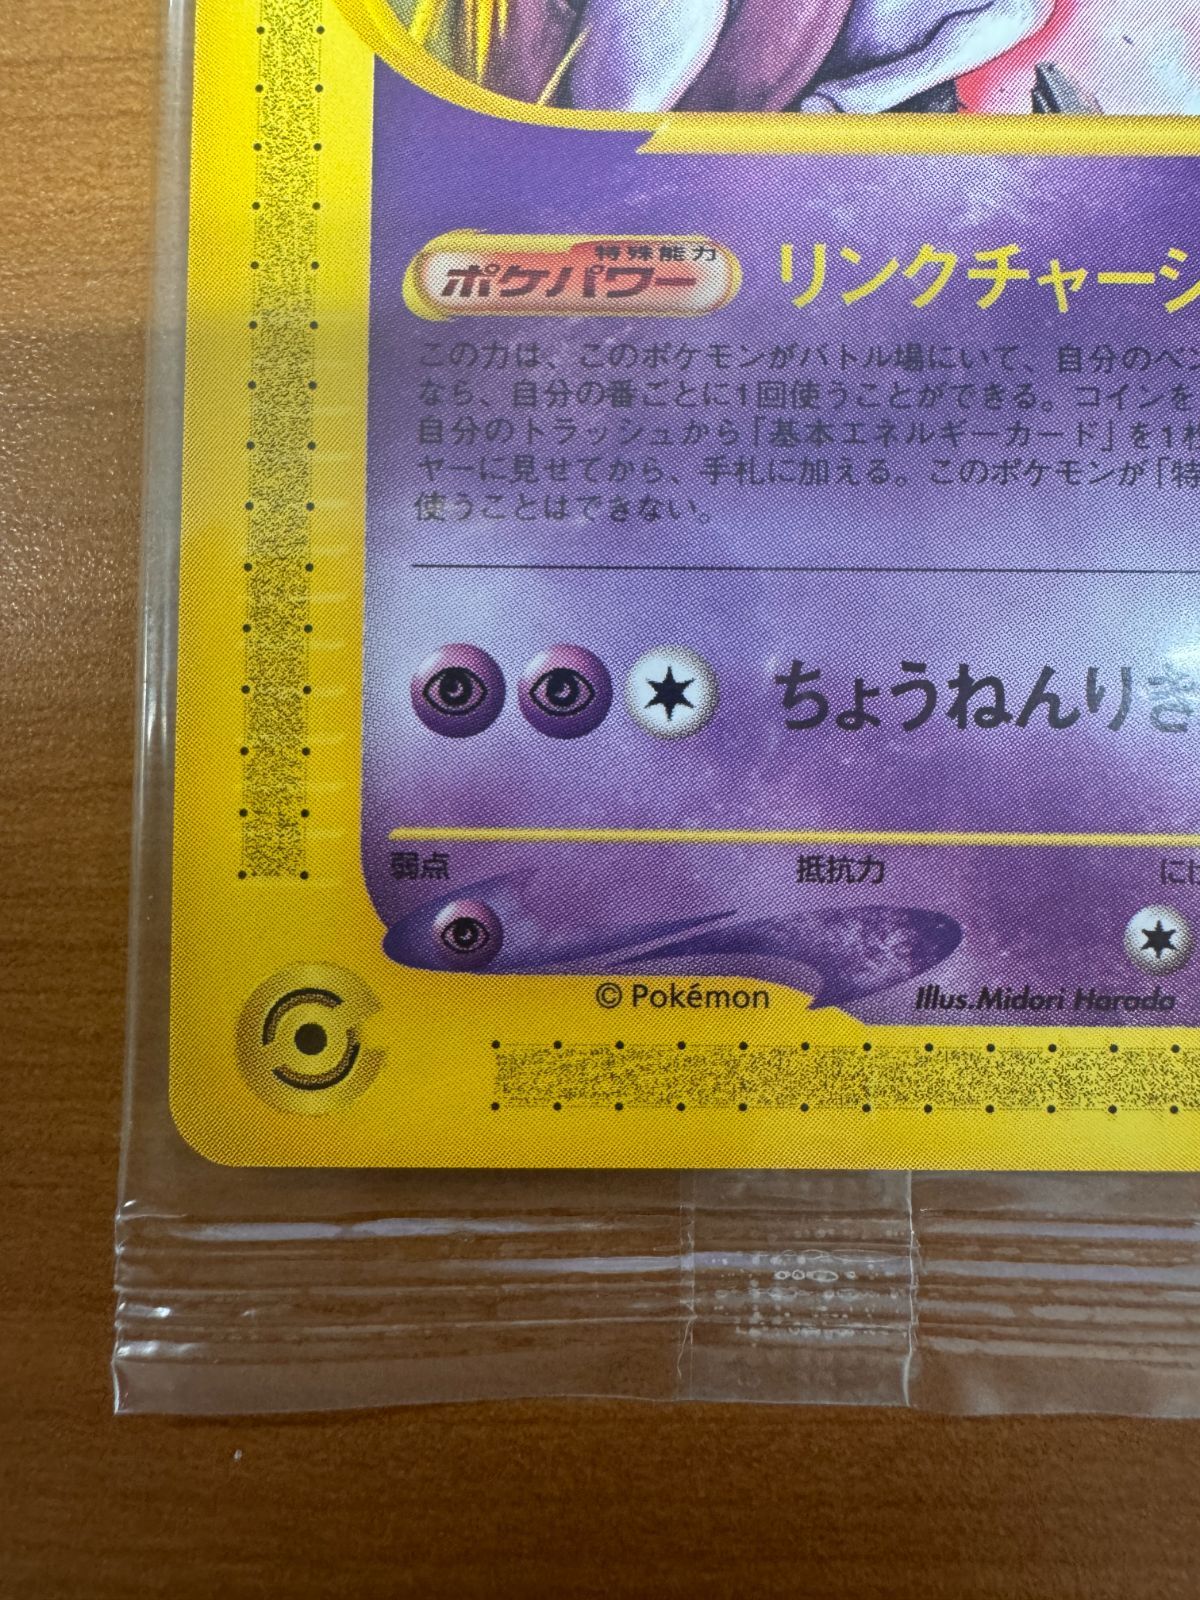 特殊能力
ポケパワー リンクチャージ
この力は、このポケモンがバトル場にいて、自分のベン
なら、自分の番ごとに1回使うことができる。コインを
自分のトラッシュから「基本エネルギーカード」を1枚
ヤーに見せてから、手札に加える。このポケモンが「特
使うことはできない。
ちょうねんりき
弱点 抵抗力 にげ
© Pokémon Illus.Midori Harada